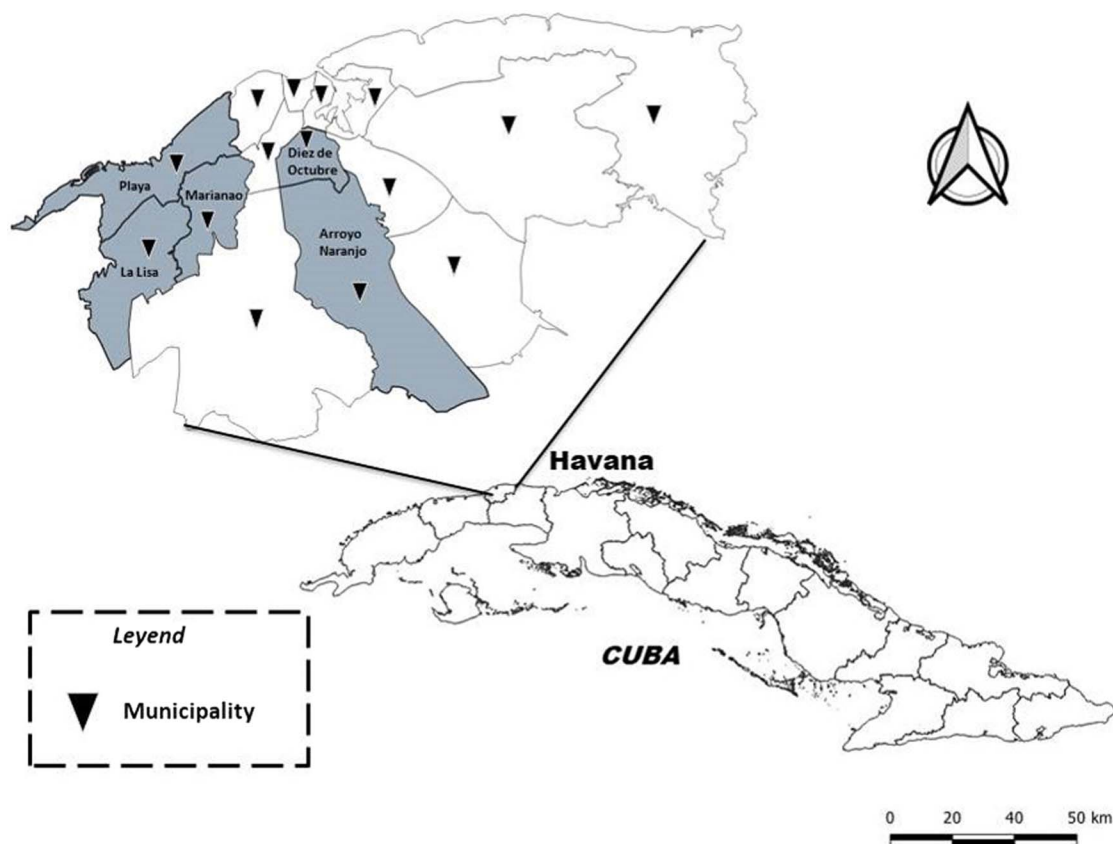 Diez de
Octubre
Playa
Marianao
Arroyo
Naranjo
La Lisa
Havana
CUBA
Leyend
Municipality
0 20 40 50 km